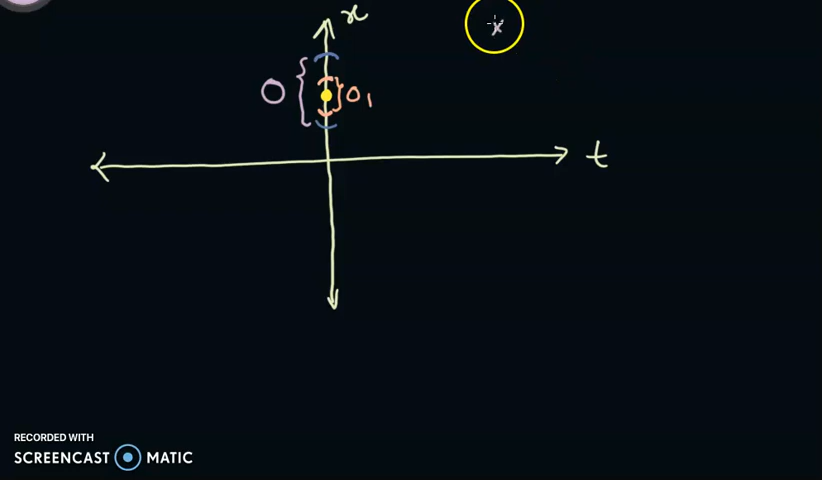 x
x
O { } O1
t
RECORDED WITH
SCREENCAST MATIC